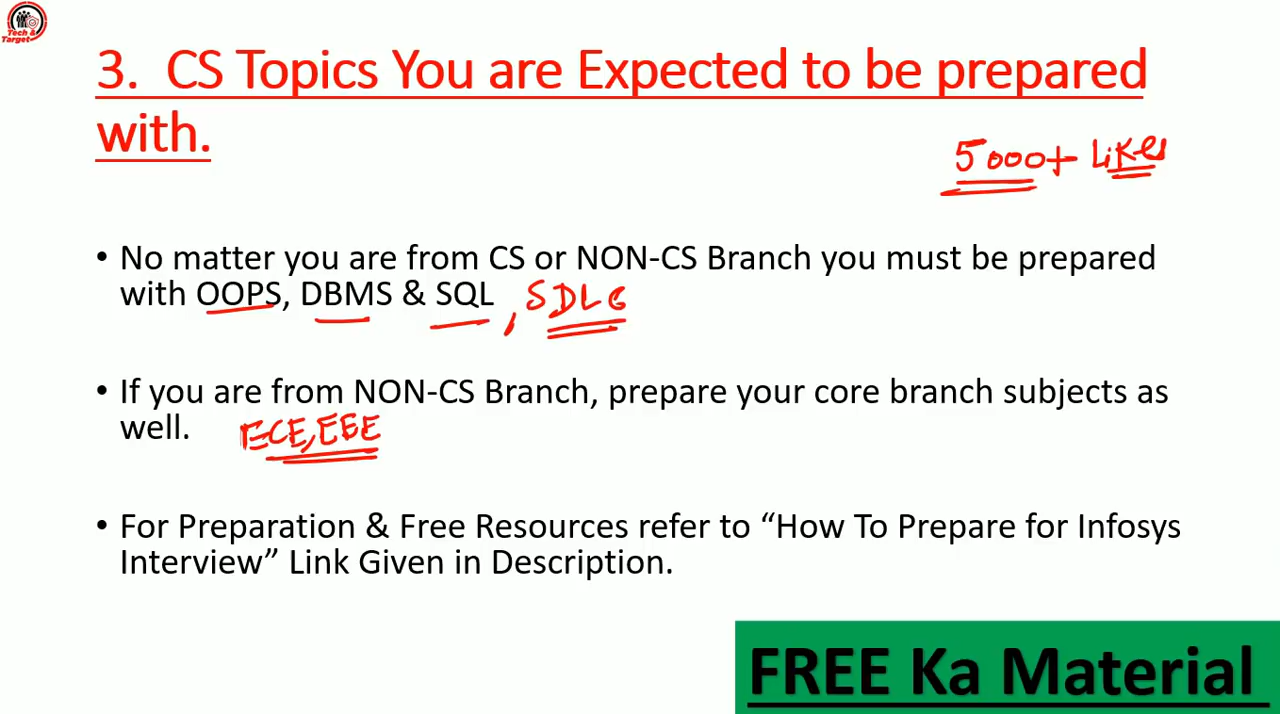 Tech &
Target
3. CS Topics You are Expected to be prepared
with.
5000+ Likes
• No matter you are from CS or NON-CS Branch you must be prepared
with OOPS, DBMS & SQL , SDLC
• If you are from NON-CS Branch, prepare your core branch subjects as
well. ECE, EEE
• For Preparation & Free Resources refer to “How To Prepare for Infosys
Interview” Link Given in Description.
FREE Ka Material